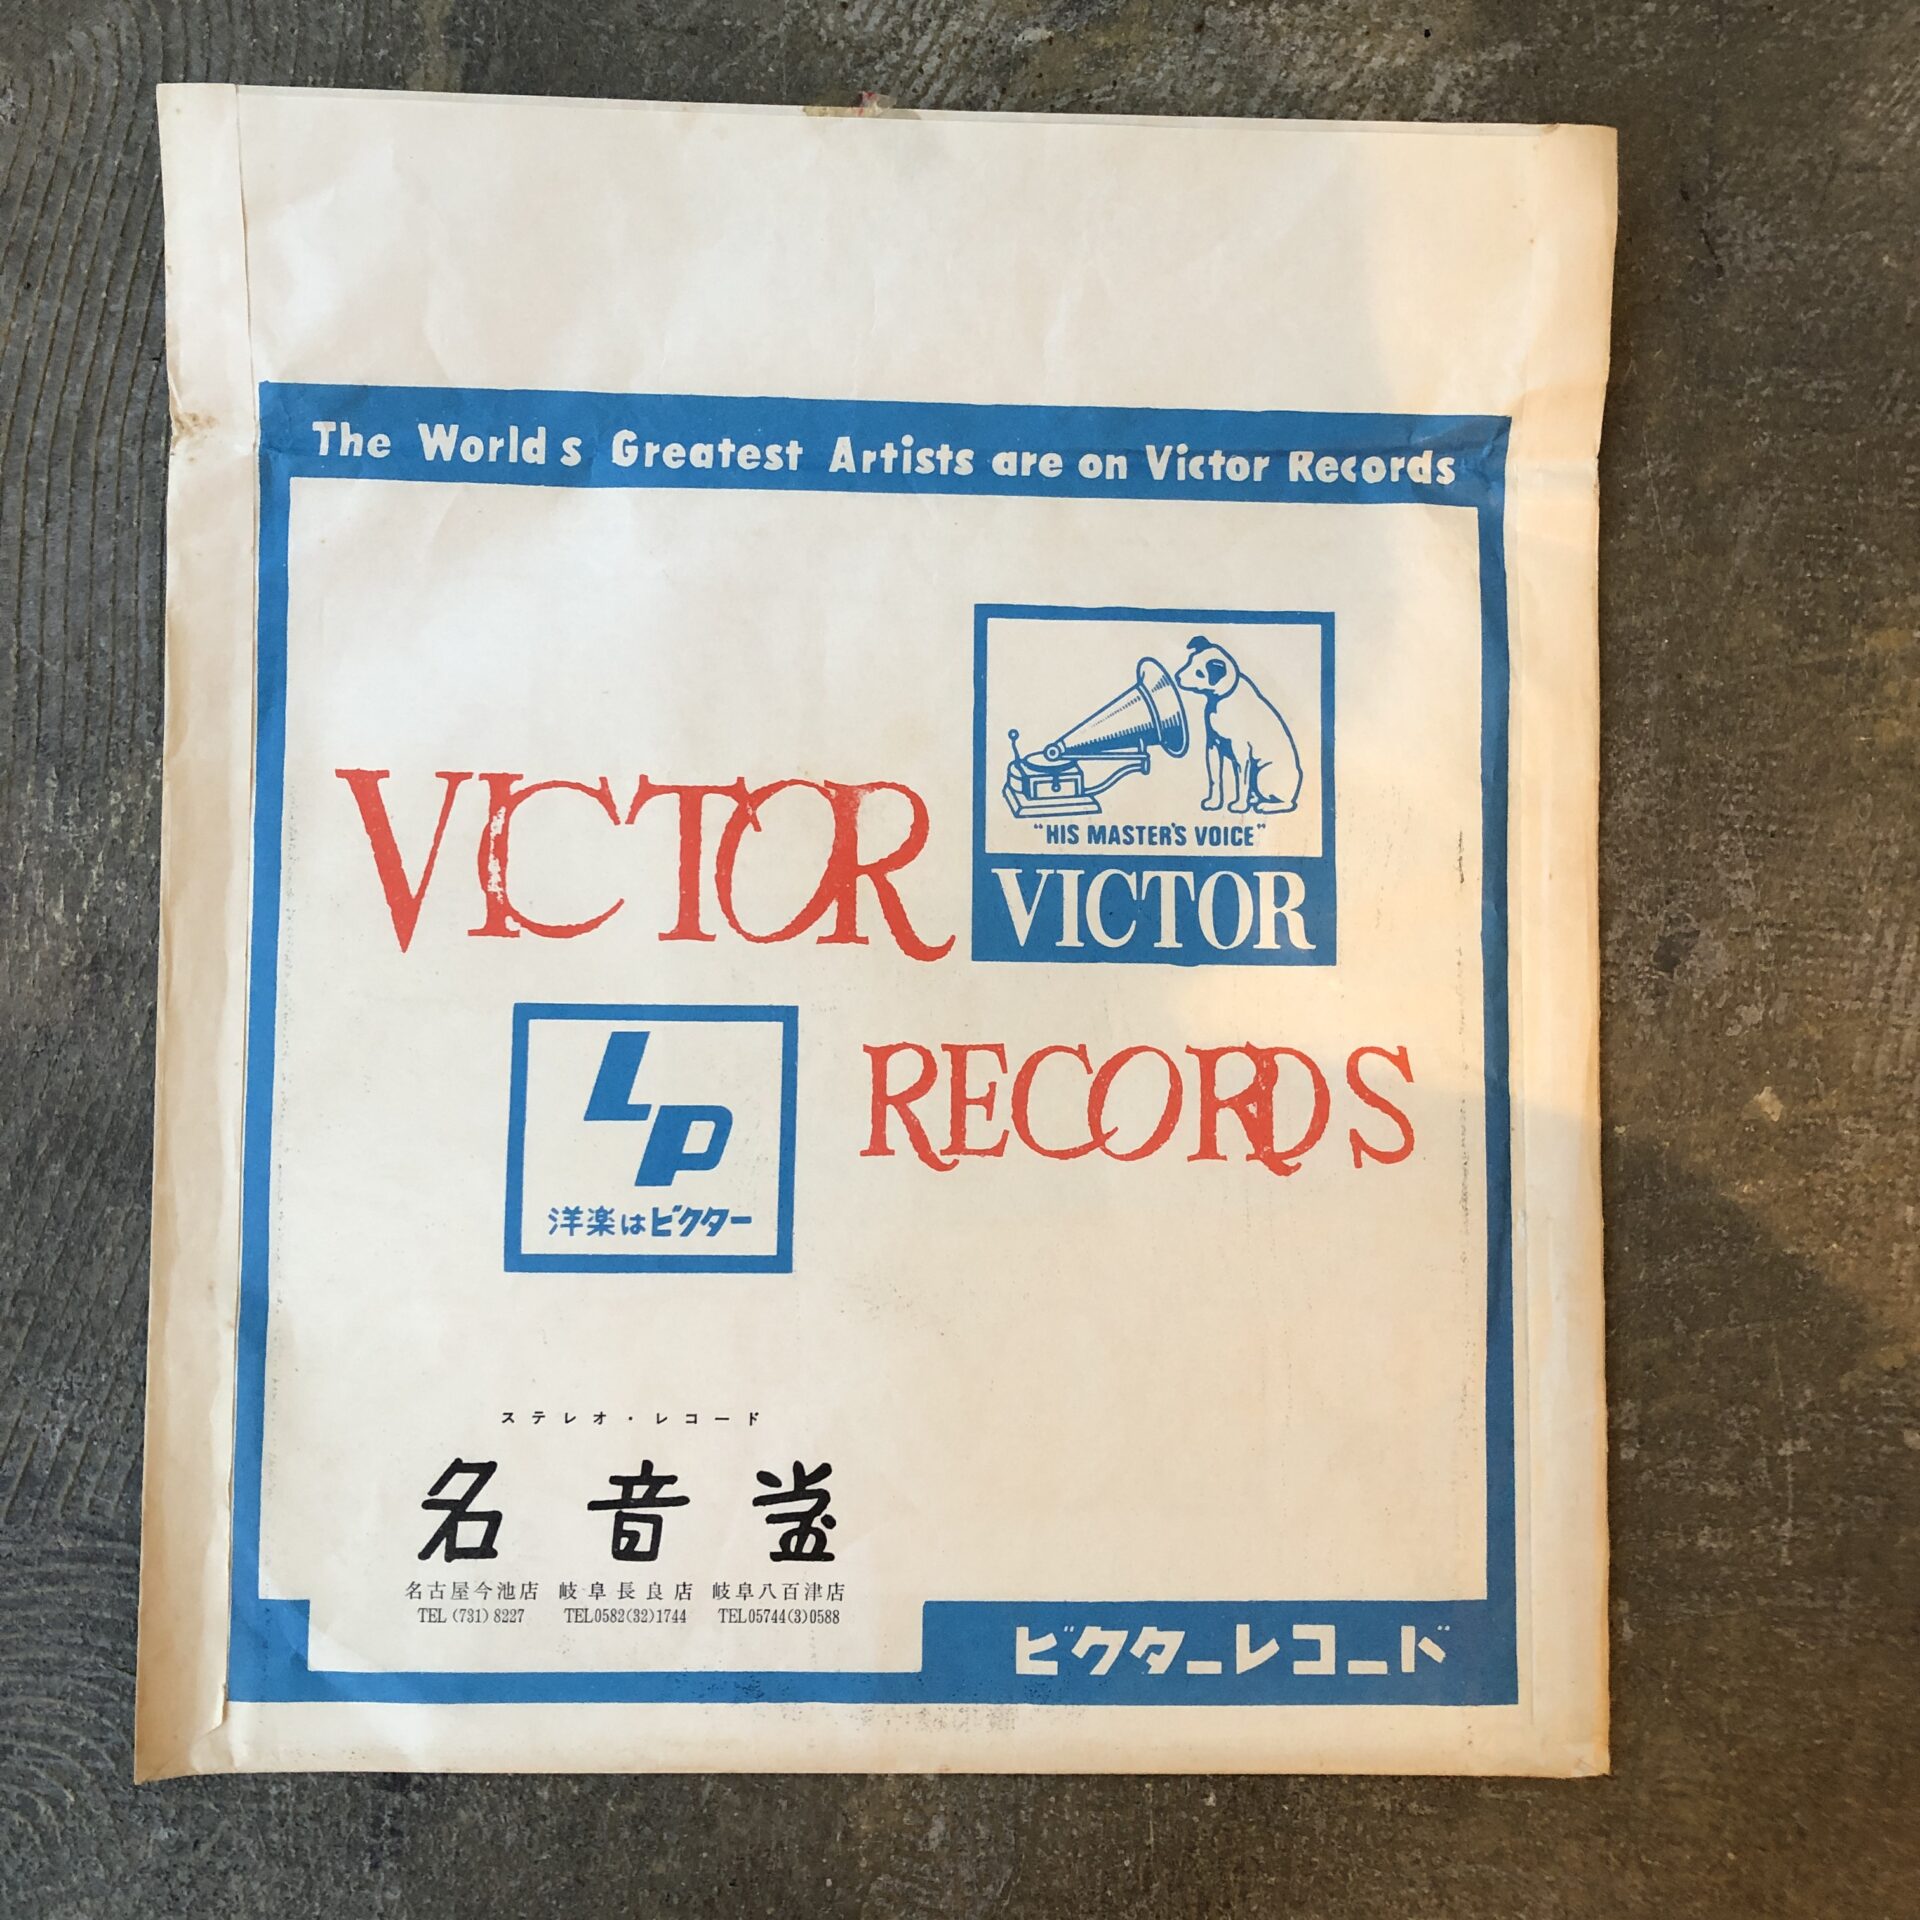 The World s Greatest Artists are on Victor Records
VICTOR
"HIS MASTER'S VOICE"
VICTOR
LP
洋楽はビクター
RECORDS
ステレオ・レコード
名音堂
名古屋今池店 岐阜長良店 岐阜八百津店
TEL (731) 8227 TEL0582(32)1744 TEL05744(3)0588
ビクターレコード